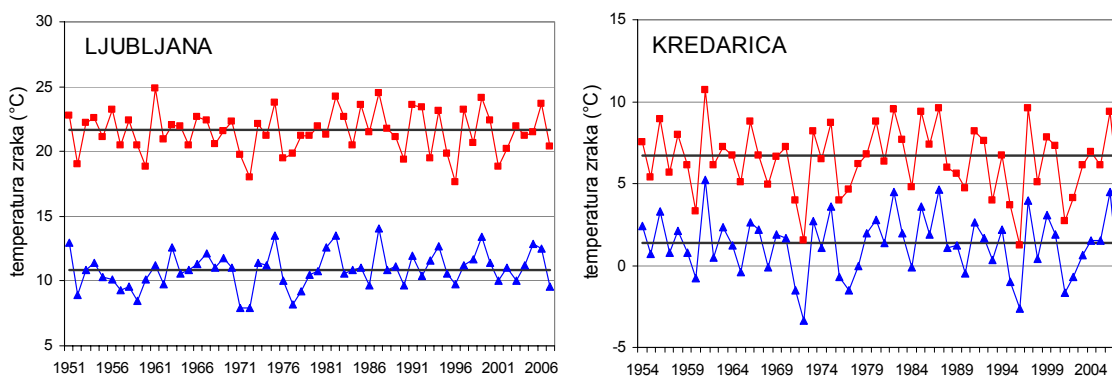 LJUBLJANA
temperatura zraka (°C)
30
25
20
15
10
5
1951 1956 1961 1966 1971 1976 1981 1986 1991 1996 2001 2006
KREDARICA
temperatura zraka (°C)
15
10
5
0
-5
1954 1959 1964 1969 1974 1979 1984 1989 1994 1999 2004